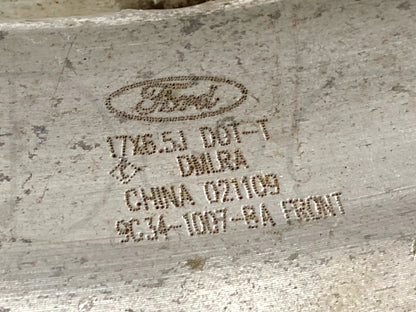 Ford
17X6.5J DOT-T
DMLRA
CHINA 021109
9C34-1007-BA FRONT